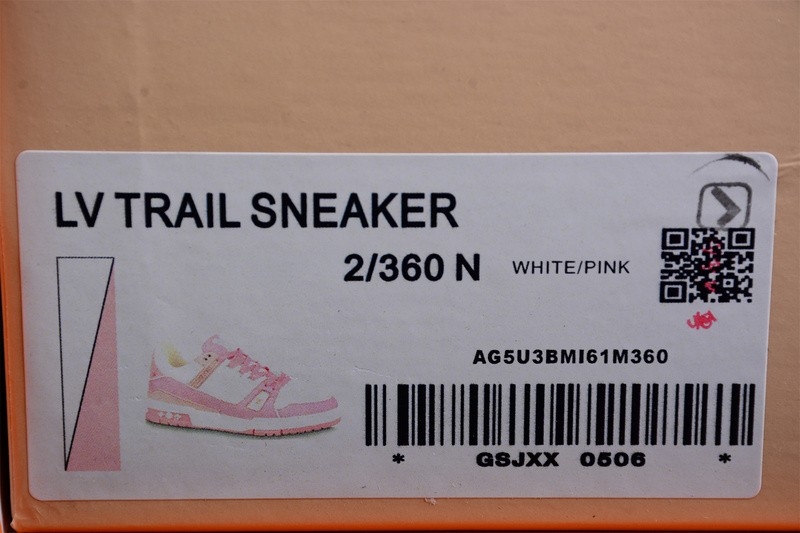 LV TRAIL SNEAKER
2/360 N WHITE/PINK
AG5U3BMI61M360
* GSJXX 0506 *